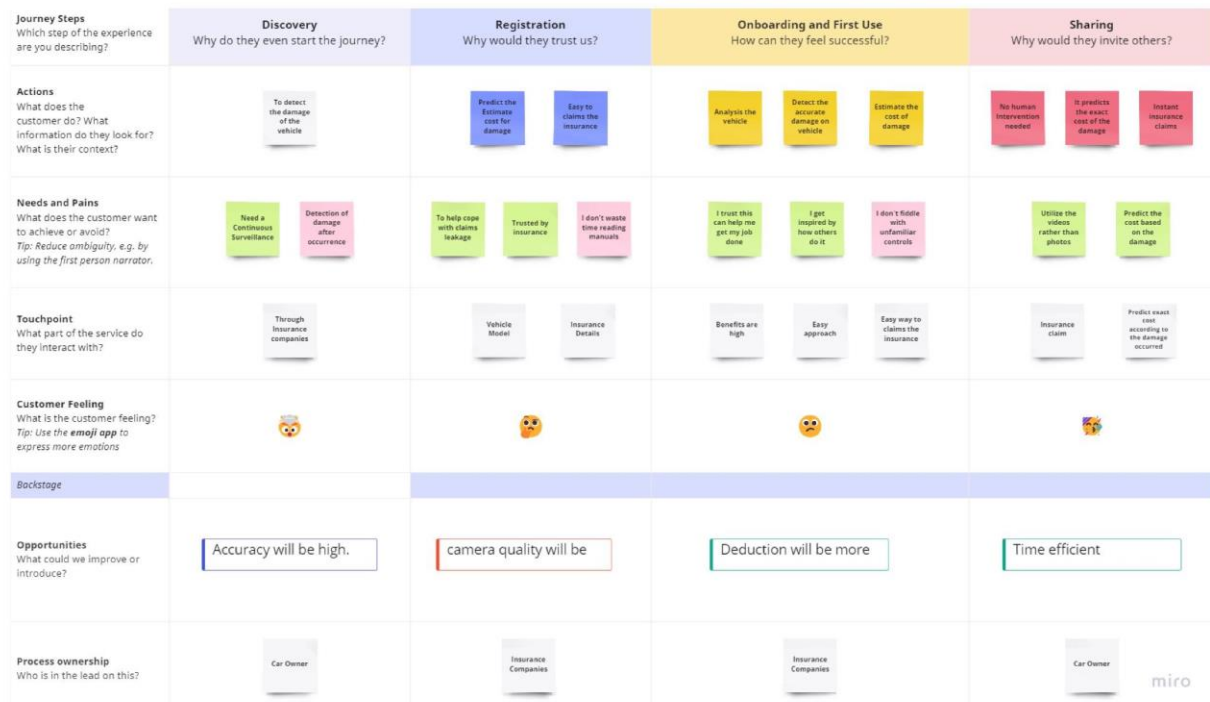 Journey Steps
Which step of the experience
are you describing?
Discovery
Why do they even start the journey?
Registration
Why would they trust us?
Onboarding and First Use
How can they feel successful?
Sharing
Why would they invite others?
Actions
What does the
customer do? What
information do they look for?
What is their context?
To detect
the damage
of the
vehicle
Predict the
Estimate
cost for
damage
Easy to
claims the
insurance
Analysis the
vehicle
Detect the
accurate
damage on
vehicle
Estimate the
cost of
damage
No human
Intervention
needed
It predicts
the exact
cost of the
damage
Instant
insurance
claims
Needs and Pains
What does the customer want
to achieve or avoid?
Tip: Reduce ambiguity, e.g. by
using the first person narrator.
Need a
Continuous
Surveillance
Detection of
damage
after
occurrence
To help cope
with claims
leakage
Trusted by
insurance
I don't waste
time reading
manuals
I trust this
can help me
get my job
done
I get
inspired by
how others
do it
I don't fiddle
with
unfamiliar
controls
Utilize the
videos
rather than
photos
Predict the
cost based
on the
damage
Touchpoint
What part of the service do
they interact with?
Through
Insurance
companies
Vehicle
Model
Insurance
Details
Benefits are
high
Easy
approach
Easy way to
claims the
insurance
Insurance
claim
Predict exact
cost
according to
the damage
occurred
Customer Feeling
What is the customer feeling?
Tip: Use the emoji app to
express more emotions
Backstage
Opportunities
What could we improve or
introduce?
Accuracy will be high.
camera quality will be
Deduction will be more
Time efficient
Process ownership
Who is in the lead on this?
Car Owner
Insurance
Companies
Insurance
Companies
Car Owner
miro